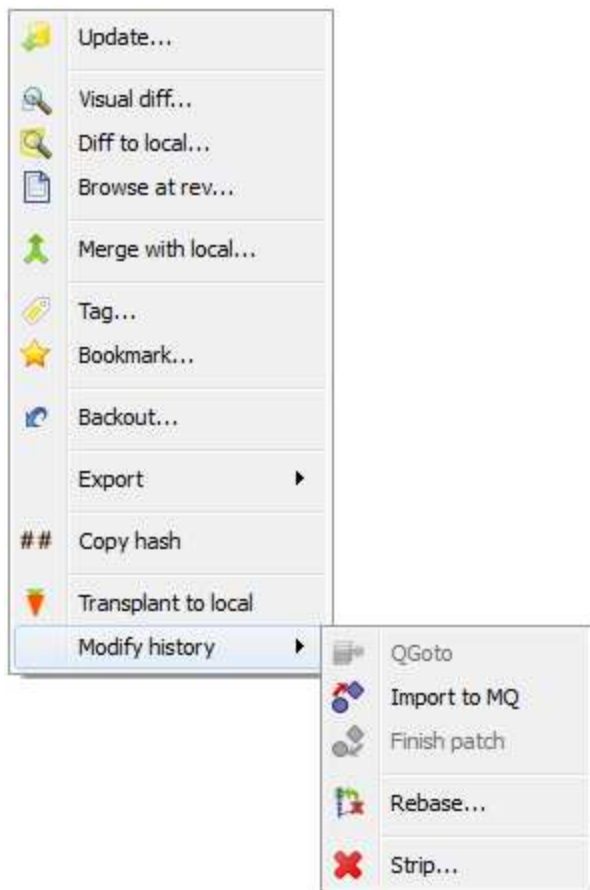 Update...
Visual diff...
Diff to local...
Browse at rev...
Merge with local...
Tag...
Bookmark...
Backout...
Export
## Copy hash
Transplant to local
Modify history
QGoto
Import to MQ
Finish patch
Rebase...
Strip...